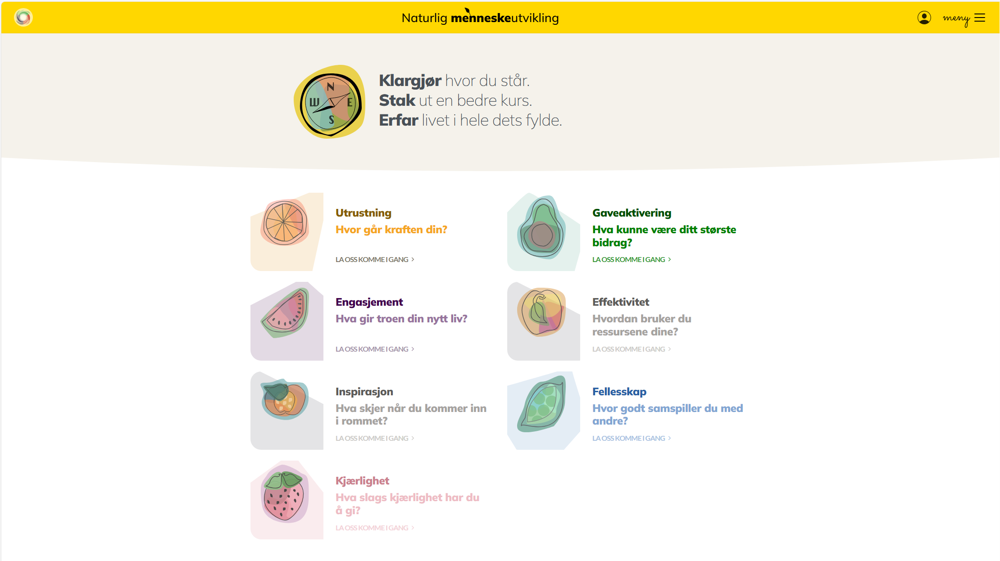 Naturlig menneskeutvikling
meny
N
W E
S
Klargjør hvor du står.
Stak ut en bedre kurs.
Erfar livet i hele dets fylde.
Utrustning
Hvor går kraften din?
LA OSS KOMME I GANG >
Gaveaktivering
Hva kunne være ditt største
bidrag?
LA OSS KOMME I GANG >
Engasjement
Hva gir troen din nytt liv?
LA OSS KOMME I GANG >
Effektivitet
Hvordan bruker du
ressursene dine?
LA OSS KOMME I GANG >
Inspirasjon
Hva skjer når du kommer inn
i rommet?
LA OSS KOMME I GANG >
Fellesskap
Hvor godt samspiller du med
andre?
LA OSS KOMME I GANG >
Kjærlighet
Hva slags kjærlighet har du
å gi?
LA OSS KOMME I GANG >